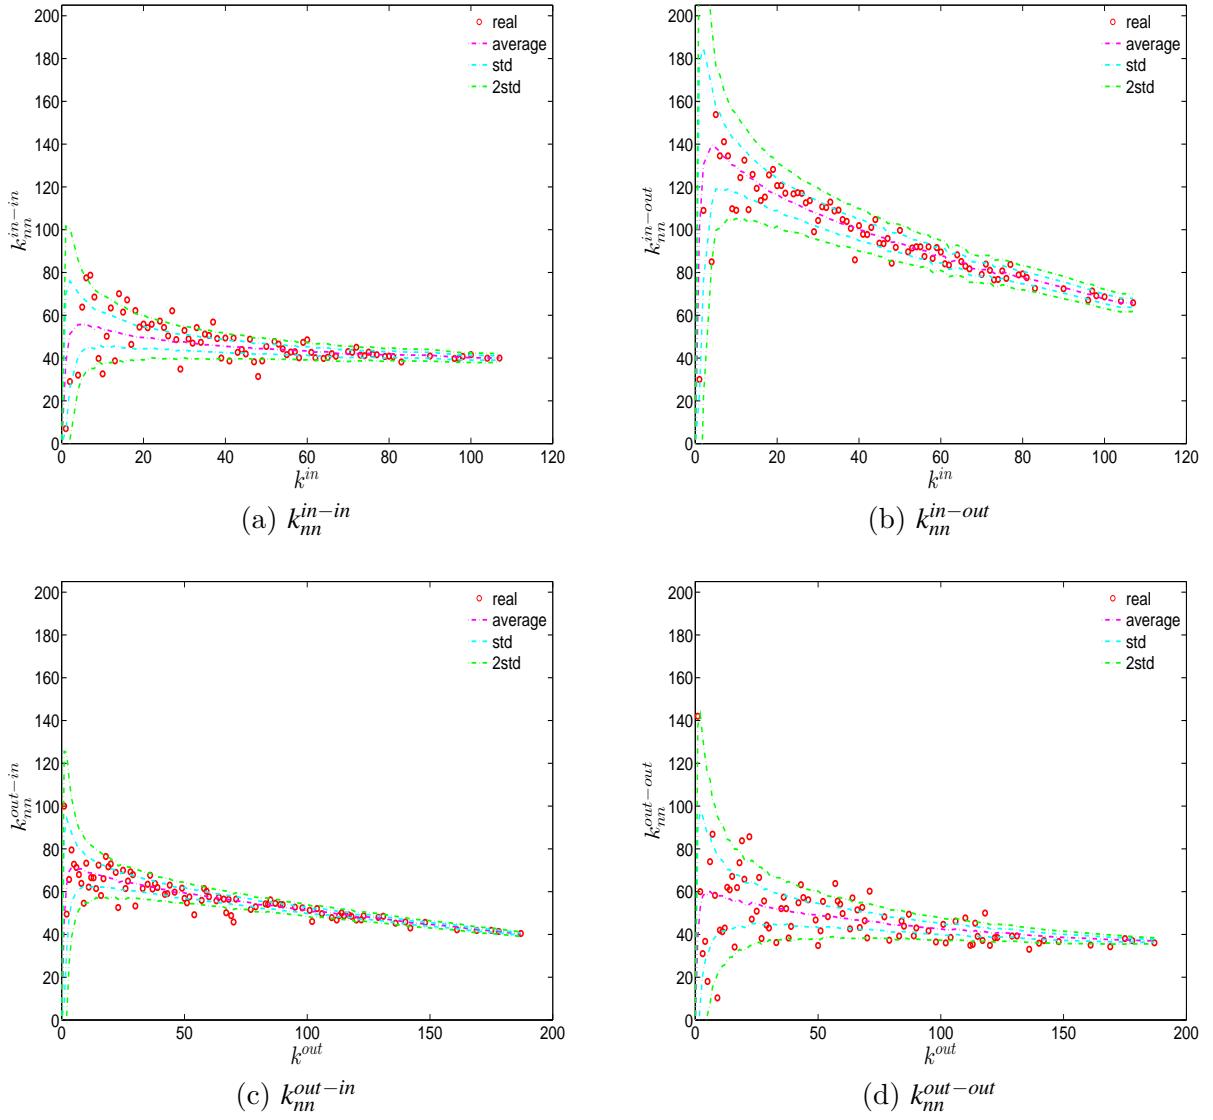 200
180
160
140
120
100
80
60
40
20
0
k_{nn}^{in-in}
0 20 40 60 80 100 120
k^{in}
real
average
std
2std
(a) k_{nn}^{in-in}
200
180
160
140
120
100
80
60
40
20
0
k_{nn}^{in-out}
0 20 40 60 80 100 120
k^{in}
real
average
std
2std
(b) k_{nn}^{in-out}
200
180
160
140
120
100
80
60
40
20
0
k_{nn}^{out-in}
0 50 100 150 200
k^{out}
real
average
std
2std
(c) k_{nn}^{out-in}
200
180
160
140
120
100
80
60
40
20
0
k_{nn}^{out-out}
0 50 100 150 200
k^{out}
real
average
std
2std
(d) k_{nn}^{out-out}